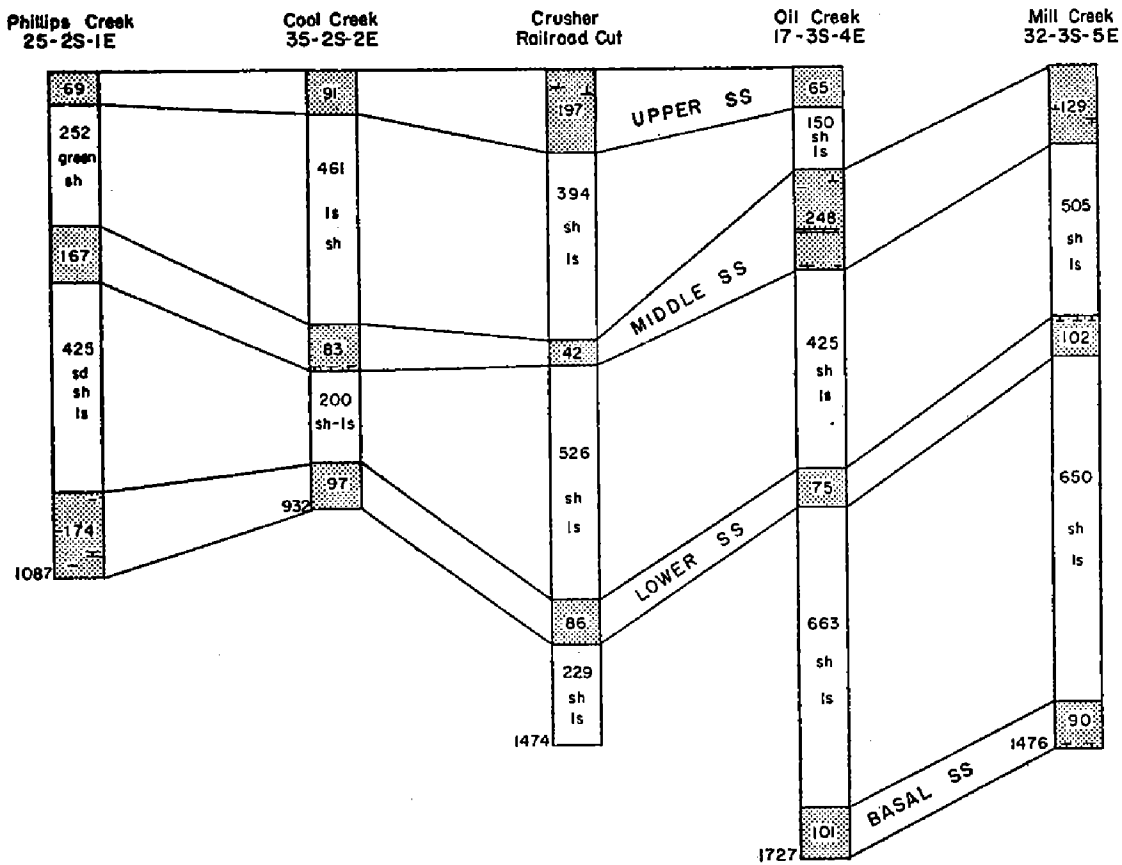 Phillips Creek
25-2S-1E
Cool Creek
35-2S-2E
Crusher
Railroad Cut
Oil Creek
17-3S-4E
Mill Creek
32-3S-5E
69
252
green
sh
167
425
sd
sh
ls
174
1087
91
461
ls
sh
83
200
sh-ls
97
932
197
394
sh
ls
42
526
sh
ls
86
229
sh
ls
1474
UPPER SS
MIDDLE SS
LOWER SS
BASAL SS
65
150
sh
ls
248
425
sh
ls
75
663
sh
ls
101
1727
129
505
sh
ls
102
650
sh
ls
90
1476